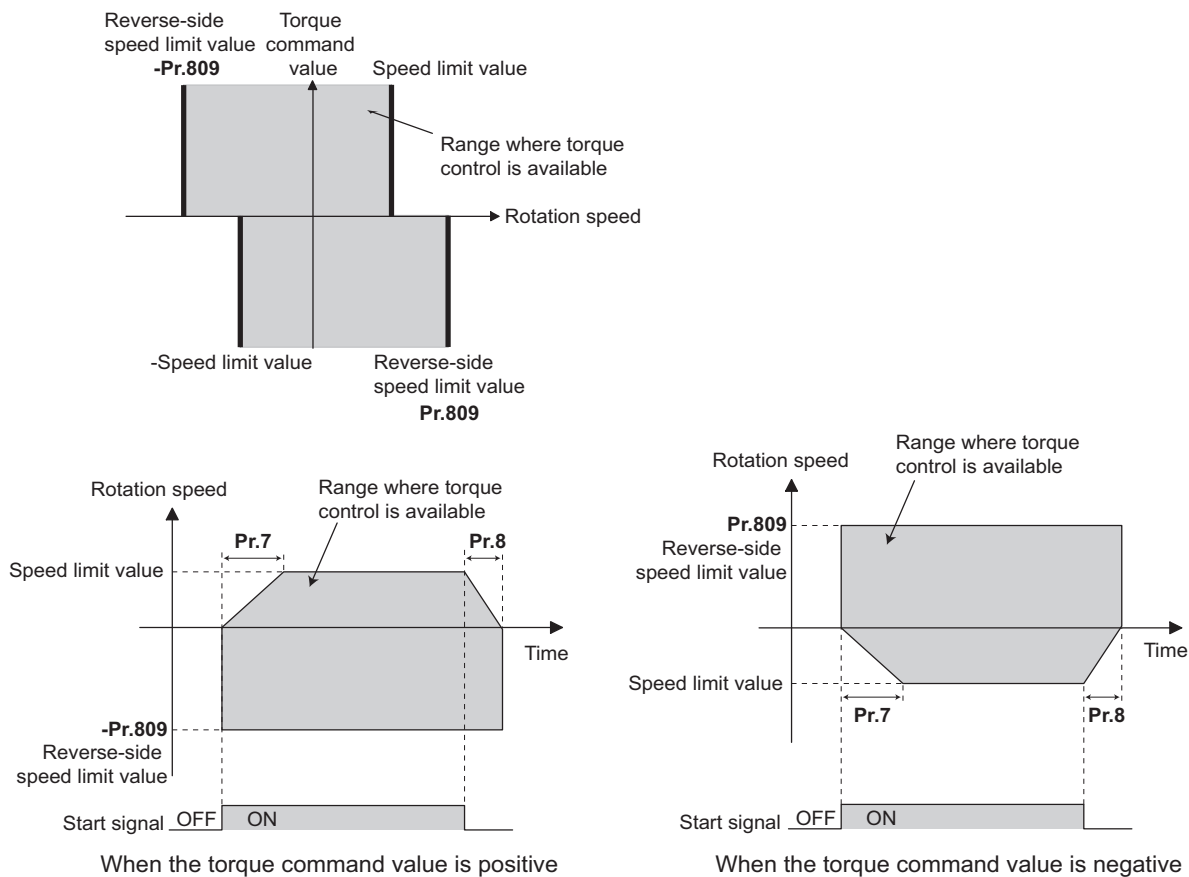 Reverse-side
speed limit value
-Pr.809
Torque
command
value
Speed limit value
Range where torque
control is available
Rotation speed
-Speed limit value
Reverse-side
speed limit value
Pr.809
Rotation speed
Range where torque
control is available
Pr.7
Pr.8
Speed limit value
Time
-Pr.809
Reverse-side
speed limit value
Start signal
OFF
ON
When the torque command value is positive
Range where torque
control is available
Rotation speed
Pr.809
Reverse-side
speed limit value
Time
Speed limit value
Pr.7
Pr.8
Start signal
OFF
ON
When the torque command value is negative